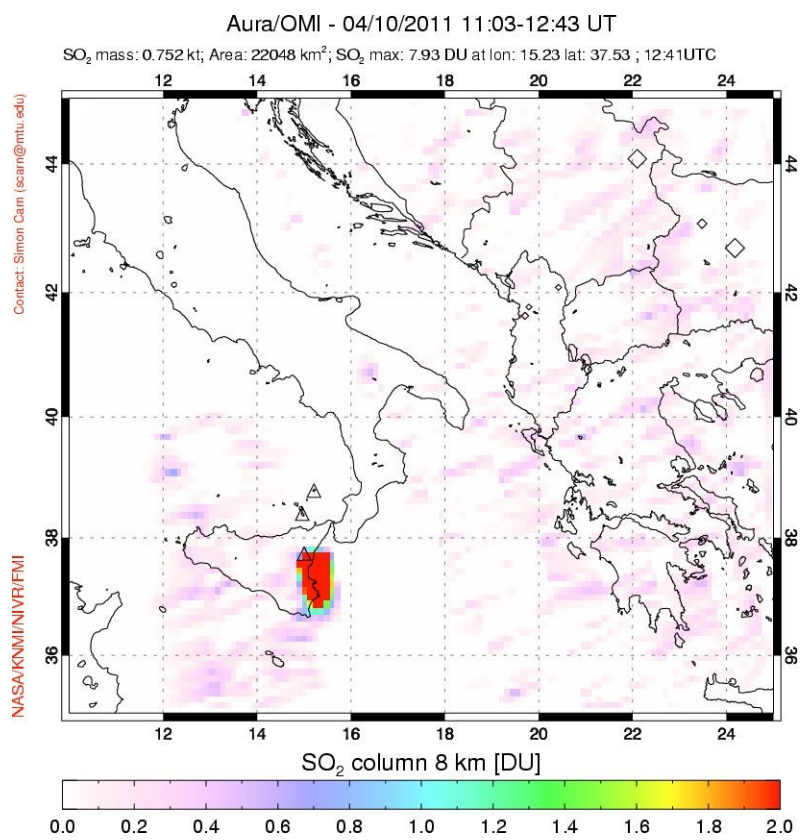 Aura/OMI - 04/10/2011 11:03-12:43 UT
SO₂ mass: 0.752 kt; Area: 22048 km²; SO₂ max: 7.93 DU at lon: 15.23 lat: 37.53 ; 12:41UTC
12 14 16 18 20 22 24
44 44
42 42
40 40
38 38
36 36
12 14 16 18 20 22 24
Contact: Simon Carn (scarn@mtu.edu)
NASA/KNMI/NIVR/FMI
SO₂ column 8 km [DU]
0.0 0.2 0.4 0.6 0.8 1.0 1.2 1.4 1.6 1.8 2.0